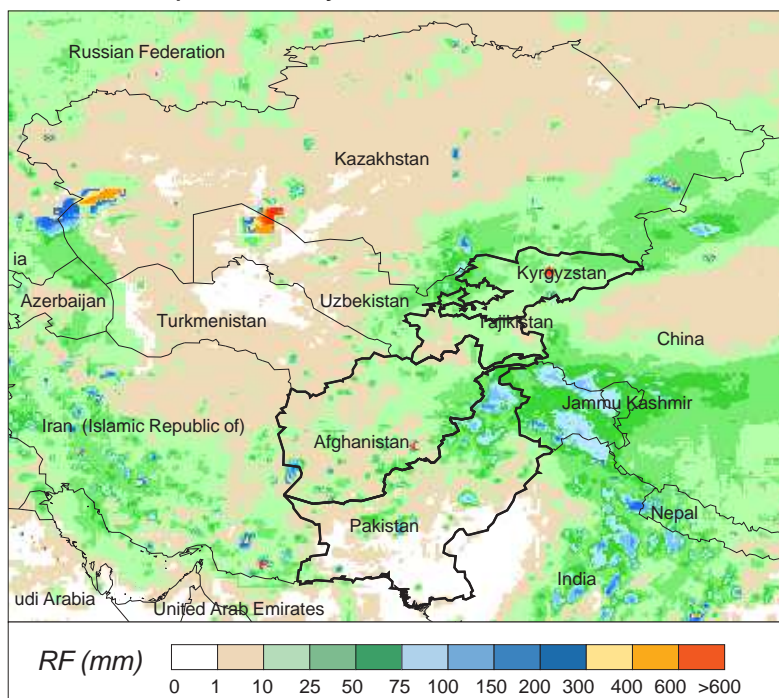 Russian Federation
Kazakhstan
ia
Kyrgyzstan
Azerbaijan
Uzbekistan
Turkmenistan
Tajikistan
China
Jammu Kashmir
Iran (Islamic Republic of)
Afghanistan
Nepal
Pakistan
India
udi Arabia
United Arab Emirates
RF (mm)
0 1 10 25 50 75 100 150 200 300 400 600 >600